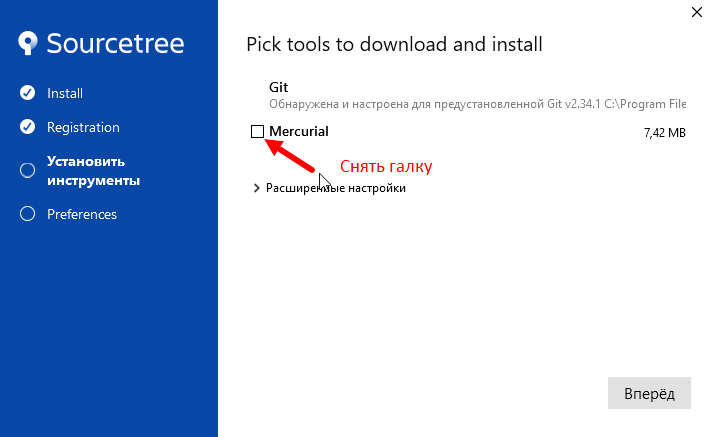 Sourcetree
Install
Registration
Установить
инструменты
Preferences
Pick tools to download and install
Git
Обнаружена и настроена для предустановленной Git v2.34.1 C:\Program File
Mercurial
7,42 MB
Снять галку
Расширенные настройки
Вперёд